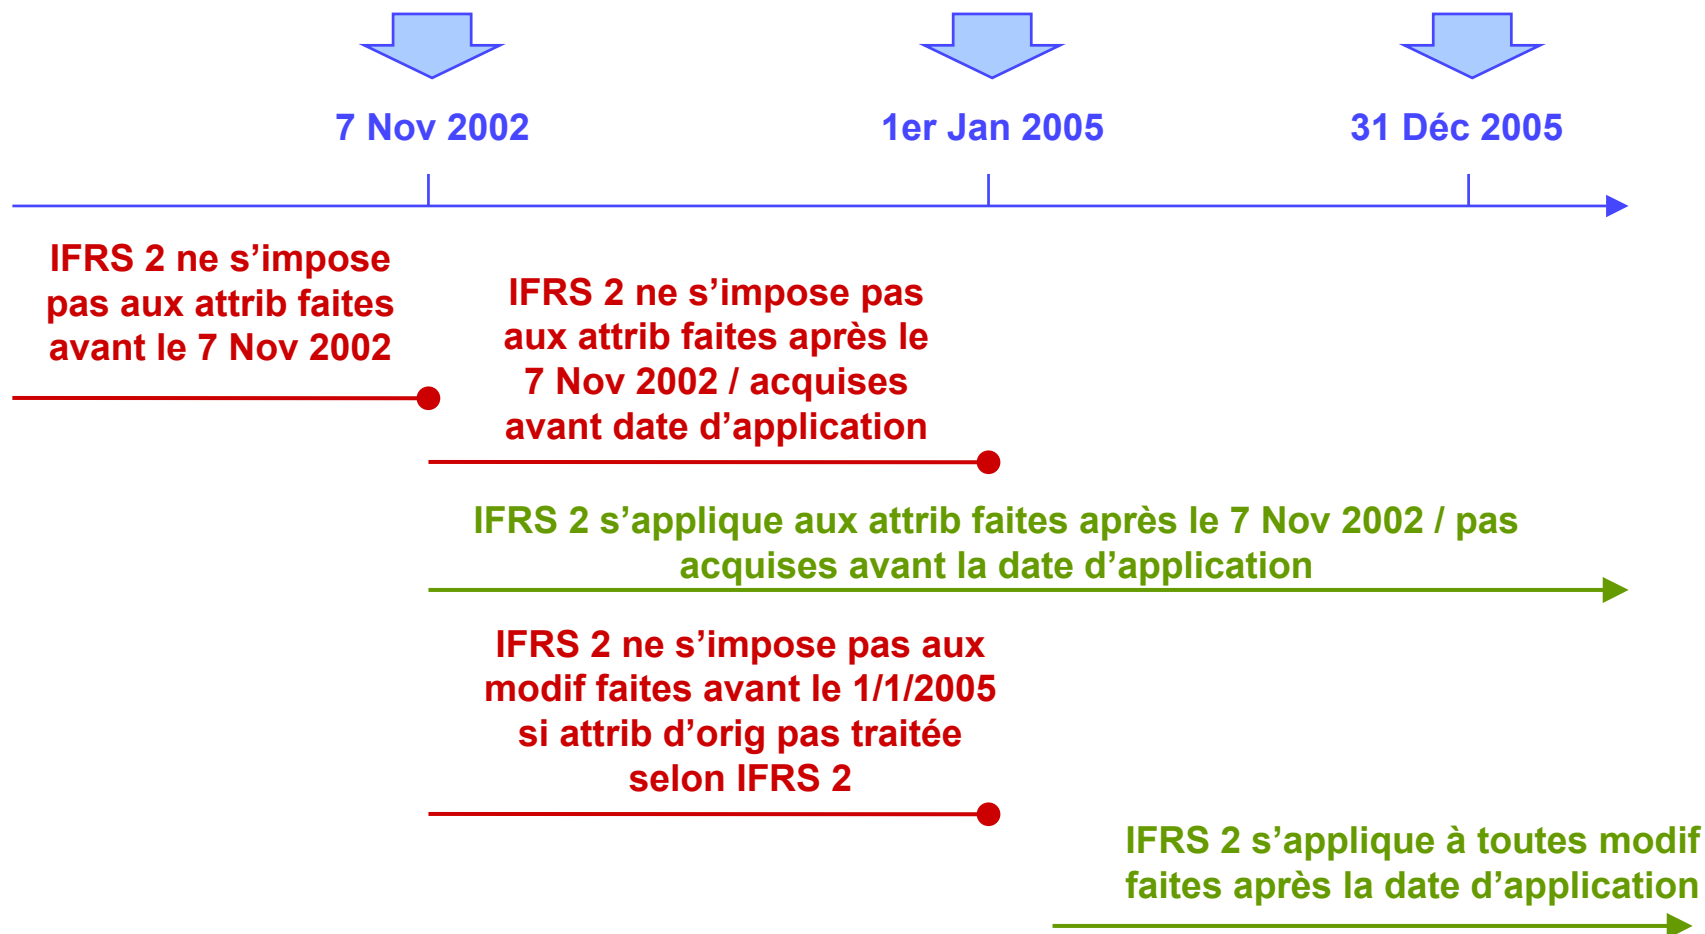 7 Nov 2002
1er Jan 2005
31 Déc 2005
IFRS 2 ne s’impose
pas aux attrib faites
avant le 7 Nov 2002
IFRS 2 ne s’impose pas
aux attrib faites après le
7 Nov 2002 / acquises
avant date d’application
IFRS 2 s’applique aux attrib faites après le 7 Nov 2002 / pas
acquises avant la date d’application
IFRS 2 ne s’impose pas aux
modif faites avant le 1/1/2005
si attrib d’orig pas traitée
selon IFRS 2
IFRS 2 s’applique à toutes modif
faites après la date d’application